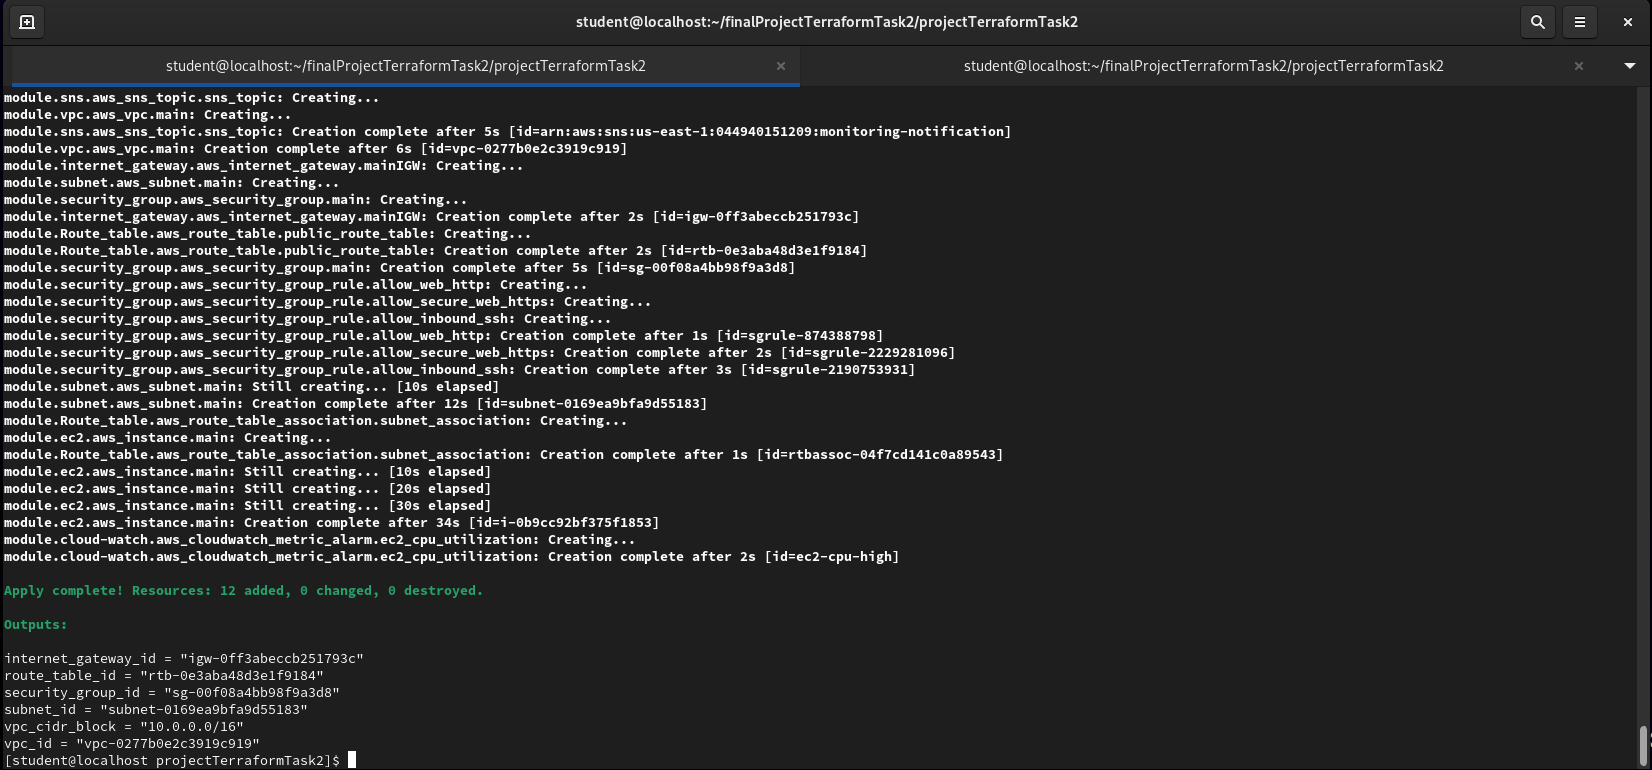 student@localhost:~/finalProjectTerraformTask2/projectTerraformTask2
student@localhost:~/finalProjectTerraformTask2/projectTerraformTask2
student@localhost:~/finalProjectTerraformTask2/projectTerraformTask2
module.sns.aws_sns_topic.sns_topic: Creating...
module.vpc.aws_vpc.main: Creating...
module.sns.aws_sns_topic.sns_topic: Creation complete after 5s [id=arn:aws:sns:us-east-1:044940151209:monitoring-notification]
module.vpc.aws_vpc.main: Creation complete after 6s [id=vpc-0277b0e2c3919c919]
module.internet_gateway.aws_internet_gateway.mainIGW: Creating...
module.subnet.aws_subnet.main: Creating...
module.security_group.aws_security_group.main: Creating...
module.internet_gateway.aws_internet_gateway.mainIGW: Creation complete after 2s [id=igw-0ff3abeccb251793c]
module.Route_table.aws_route_table.public_route_table: Creating...
module.Route_table.aws_route_table.public_route_table: Creation complete after 2s [id=rtb-0e3aba48d3e1f9184]
module.security_group.aws_security_group.main: Creation complete after 5s [id=sg-00f08a4bb98f9a3d8]
module.security_group.aws_security_group_rule.allow_web_http: Creating...
module.security_group.aws_security_group_rule.allow_secure_web_https: Creating...
module.security_group.aws_security_group_rule.allow_inbound_ssh: Creating...
module.security_group.aws_security_group_rule.allow_web_http: Creation complete after 1s [id=sgrule-874388798]
module.security_group.aws_security_group_rule.allow_secure_web_https: Creation complete after 2s [id=sgrule-2229281096]
module.security_group.aws_security_group_rule.allow_inbound_ssh: Creation complete after 3s [id=sgrule-2190753931]
module.subnet.aws_subnet.main: Still creating... [10s elapsed]
module.subnet.aws_subnet.main: Creation complete after 12s [id=subnet-0169ea9bfa9d55183]
module.Route_table.aws_route_table_association.subnet_association: Creating...
module.ec2.aws_instance.main: Creating...
module.Route_table.aws_route_table_association.subnet_association: Creation complete after 1s [id=rtbassoc-04f7cd141c0a89543]
module.ec2.aws_instance.main: Still creating... [10s elapsed]
module.ec2.aws_instance.main: Still creating... [20s elapsed]
module.ec2.aws_instance.main: Still creating... [30s elapsed]
module.ec2.aws_instance.main: Creation complete after 34s [id=i-0b9cc92bf375f1853]
module.cloud-watch.aws_cloudwatch_metric_alarm.ec2_cpu_utilization: Creating...
module.cloud-watch.aws_cloudwatch_metric_alarm.ec2_cpu_utilization: Creation complete after 2s [id=ec2-cpu-high]
Apply complete! Resources: 12 added, 0 changed, 0 destroyed.
Outputs:
internet_gateway_id = "igw-0ff3abeccb251793c"
route_table_id = "rtb-0e3aba48d3e1f9184"
security_group_id = "sg-00f08a4bb98f9a3d8"
subnet_id = "subnet-0169ea9bfa9d55183"
vpc_cidr_block = "10.0.0.0/16"
vpc_id = "vpc-0277b0e2c3919c919"
[student@localhost projectTerraformTask2]$